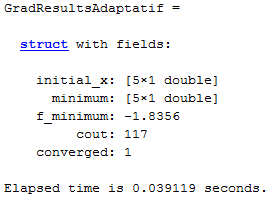 GradResultsAdaptatif =
struct with fields:
initial_x: [5×1 double]
minimum: [5×1 double]
f_minimum: -1.8356
cout: 117
converged: 1
Elapsed time is 0.039119 seconds.